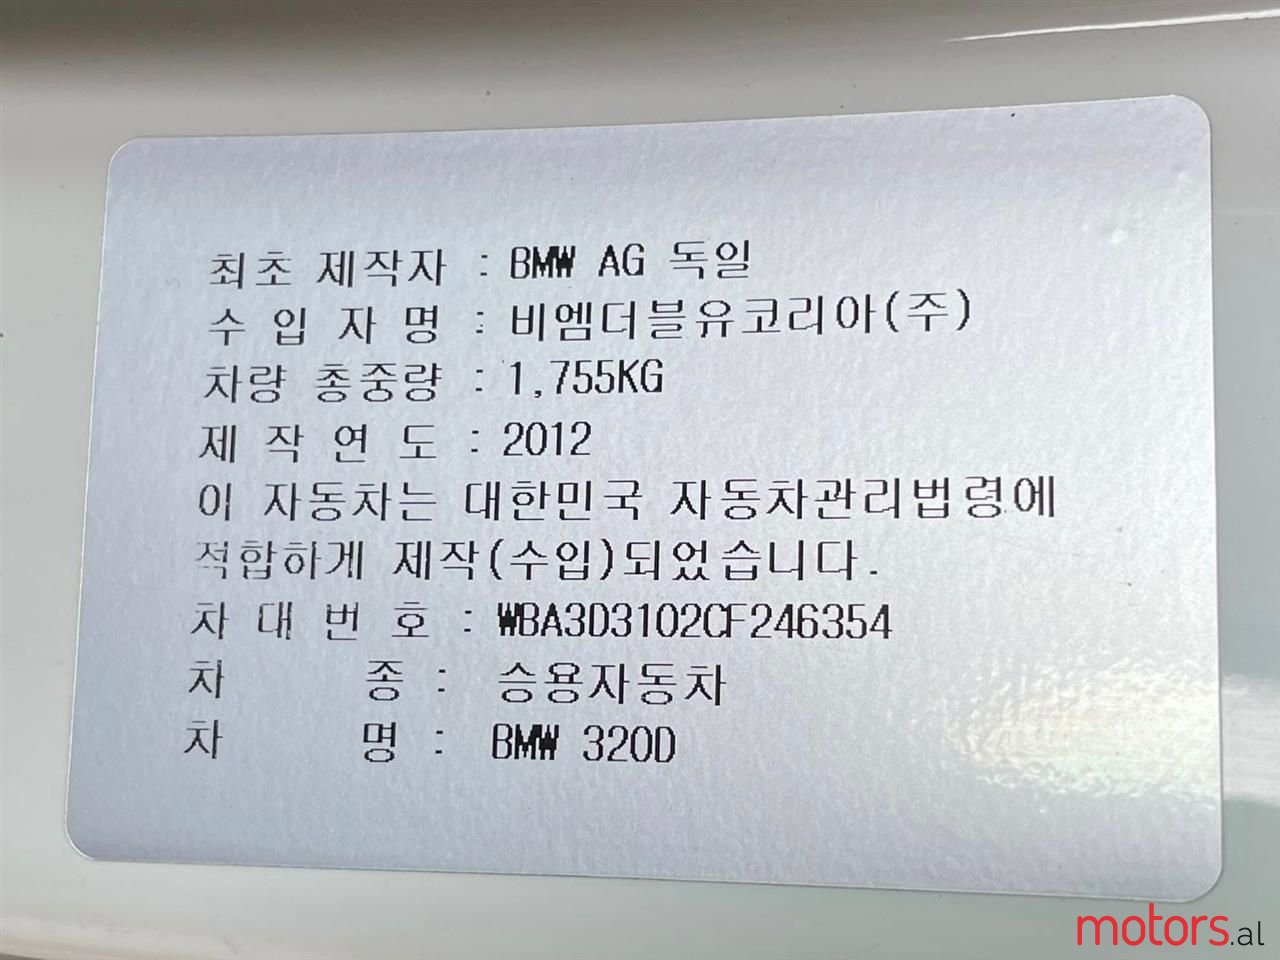 최초 제작자 : BMW AG 독일
수 입 자 명 : 비엠더블유코리아(주)
차량 총중량 : 1,755KG
제 작 연 도 : 2012
이 자동차는 대한민국 자동차관리법령에
적합하게 제작(수입)되었습니다.
차 대 번 호 : WBA3D3102CF246354
차 종 : 승용자동차
차 명 : BMW 320D
motors.al